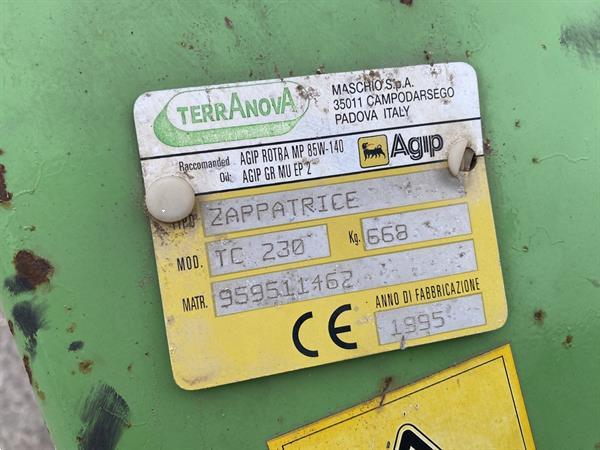 TERRANOVA
MASCHIO S.p.A.
35011 CAMPODARSEGO
PADOVA ITALY
Raccomanded AGIP ROTRA MP 85W-140
Oil: AGIP GR MU EP 2
Agip
TIPO ZAPPATRICE
MOD. TC 230 Kg. 668
MATR. 959511462
CE ANNO DI FABBRICAZIONE
1995